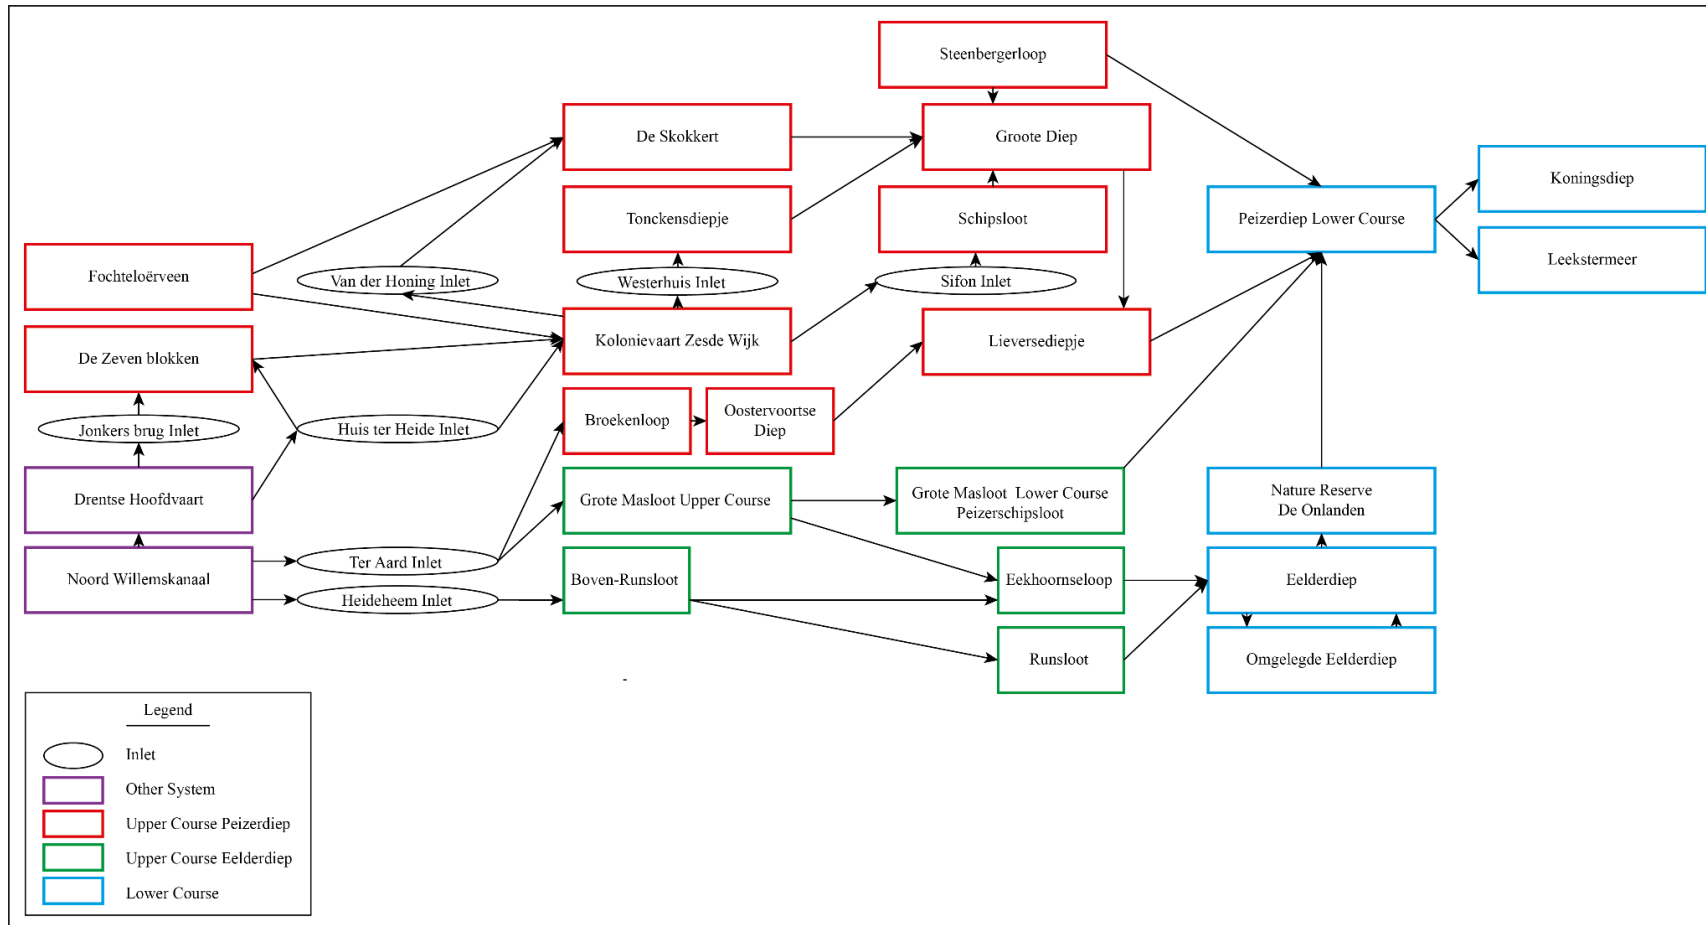 Steenbergerloop
De Skokkert
Groote Diep
Koningsdiep
Tonckensdiepje
Schipsloot
Peizerdiep Lower Course
Leekstermeer
Fochteloërveen
Van der Honing Inlet
Westerhuis Inlet
Sifon Inlet
De Zeven blokken
Kolonievaart Zesde Wijk
Lieversediepje
Jonkers brug Inlet
Huis ter Heide Inlet
Broekenloop
Oostervoortse
Diep
Drentse Hoofdvaart
Grote Masloot Upper Course
Grote Masloot Lower Course
Peizerschipsloot
Nature Reserve
De Onlanden
Noord Willemskanaal
Ter Aard Inlet
Heideheem Inlet
Boven-Runsloot
Eekhoornseloop
Eelderdiep
Runsloot
Omgelegde Eelderdiep
Legend
Inlet
Other System
Upper Course Peizerdiep
Upper Course Eelderdiep
Lower Course